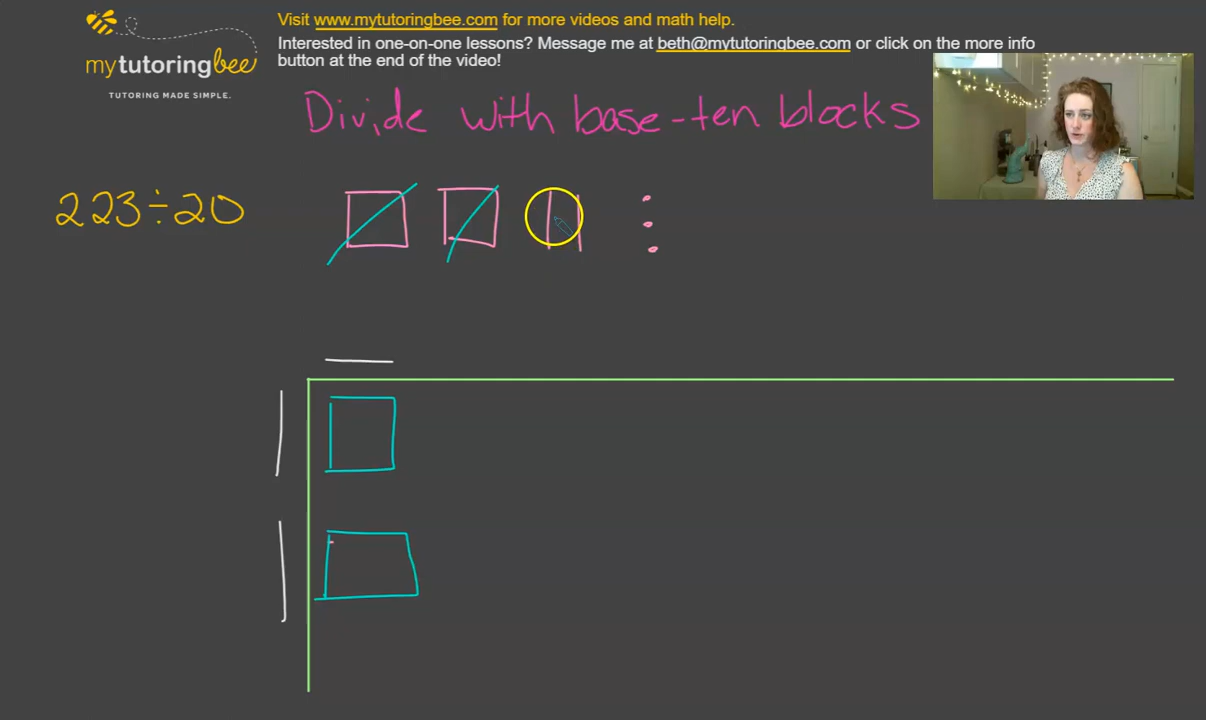 Visit www.mytutoringbee.com for more videos and math help.
Interested in one-on-one lessons? Message me at beth@mytutoringbee.com or click on the more info
button at the end of the video!
mytutoringbee
TUTORING MADE SIMPLE.
Divide with base-ten blocks
223÷20